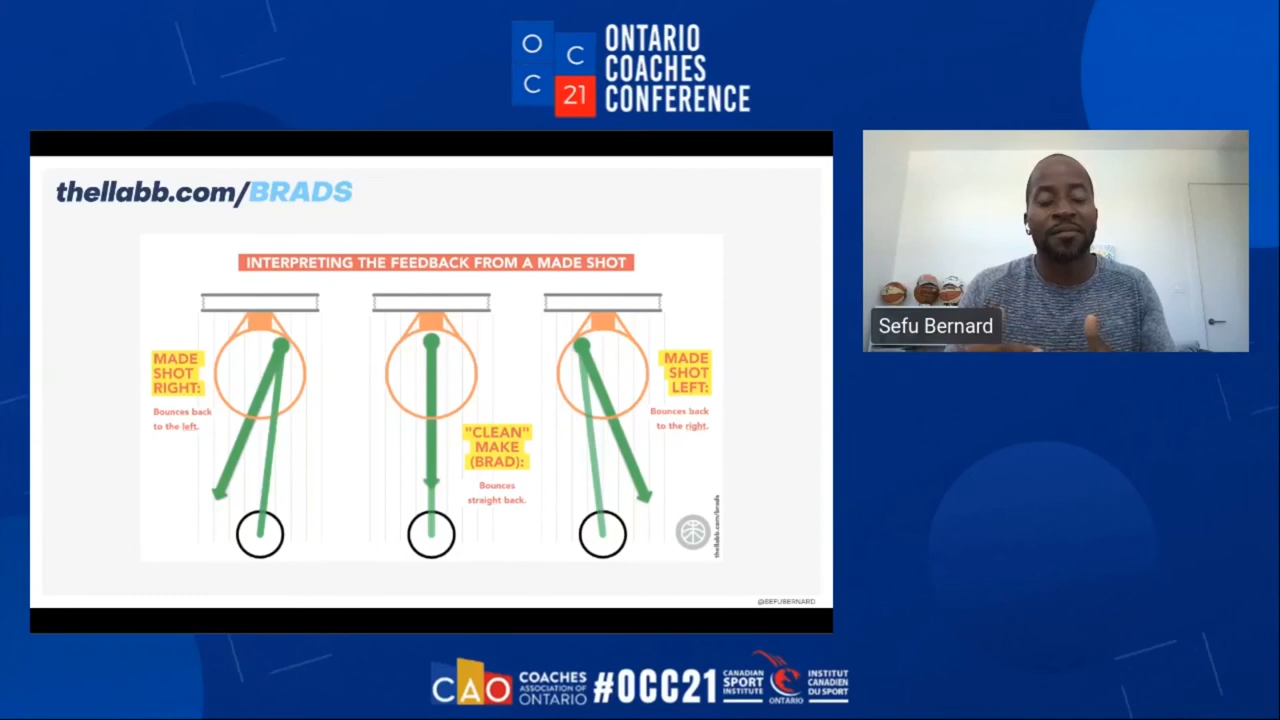 O
C
C
21
ONTARIO
COACHES
CONFERENCE
thellabb.com/BRADS
INTERPRETING THE FEEDBACK FROM A MADE SHOT
MADE
SHOT
RIGHT:
Bounces back
to the left.
"CLEAN"
MAKE
(BRAD):
Bounces
straight back.
MADE
SHOT
LEFT:
Bounces back
to the right.
thellabb.com/brads
@SEFUBERNARD
Sefu Bernard
CAO
COACHES
ASSOCIATION OF
ONTARIO
#OCC21
CANADIAN
SPORT
INSTITUTE
ONTARIO
INSTITUT
CANADIEN
DU SPORT